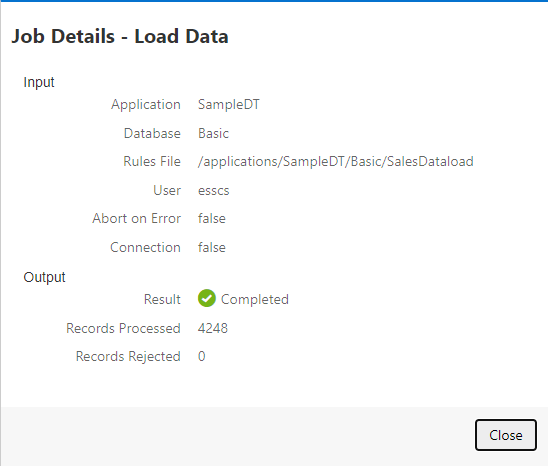 Job Details - Load Data
Input
Application SampleDT
Database Basic
Rules File /applications/SampleDT/Basic/SalesDataload
User esscs
Abort on Error false
Connection false
Output
Result Completed
Records Processed 4248
Records Rejected 0
Close